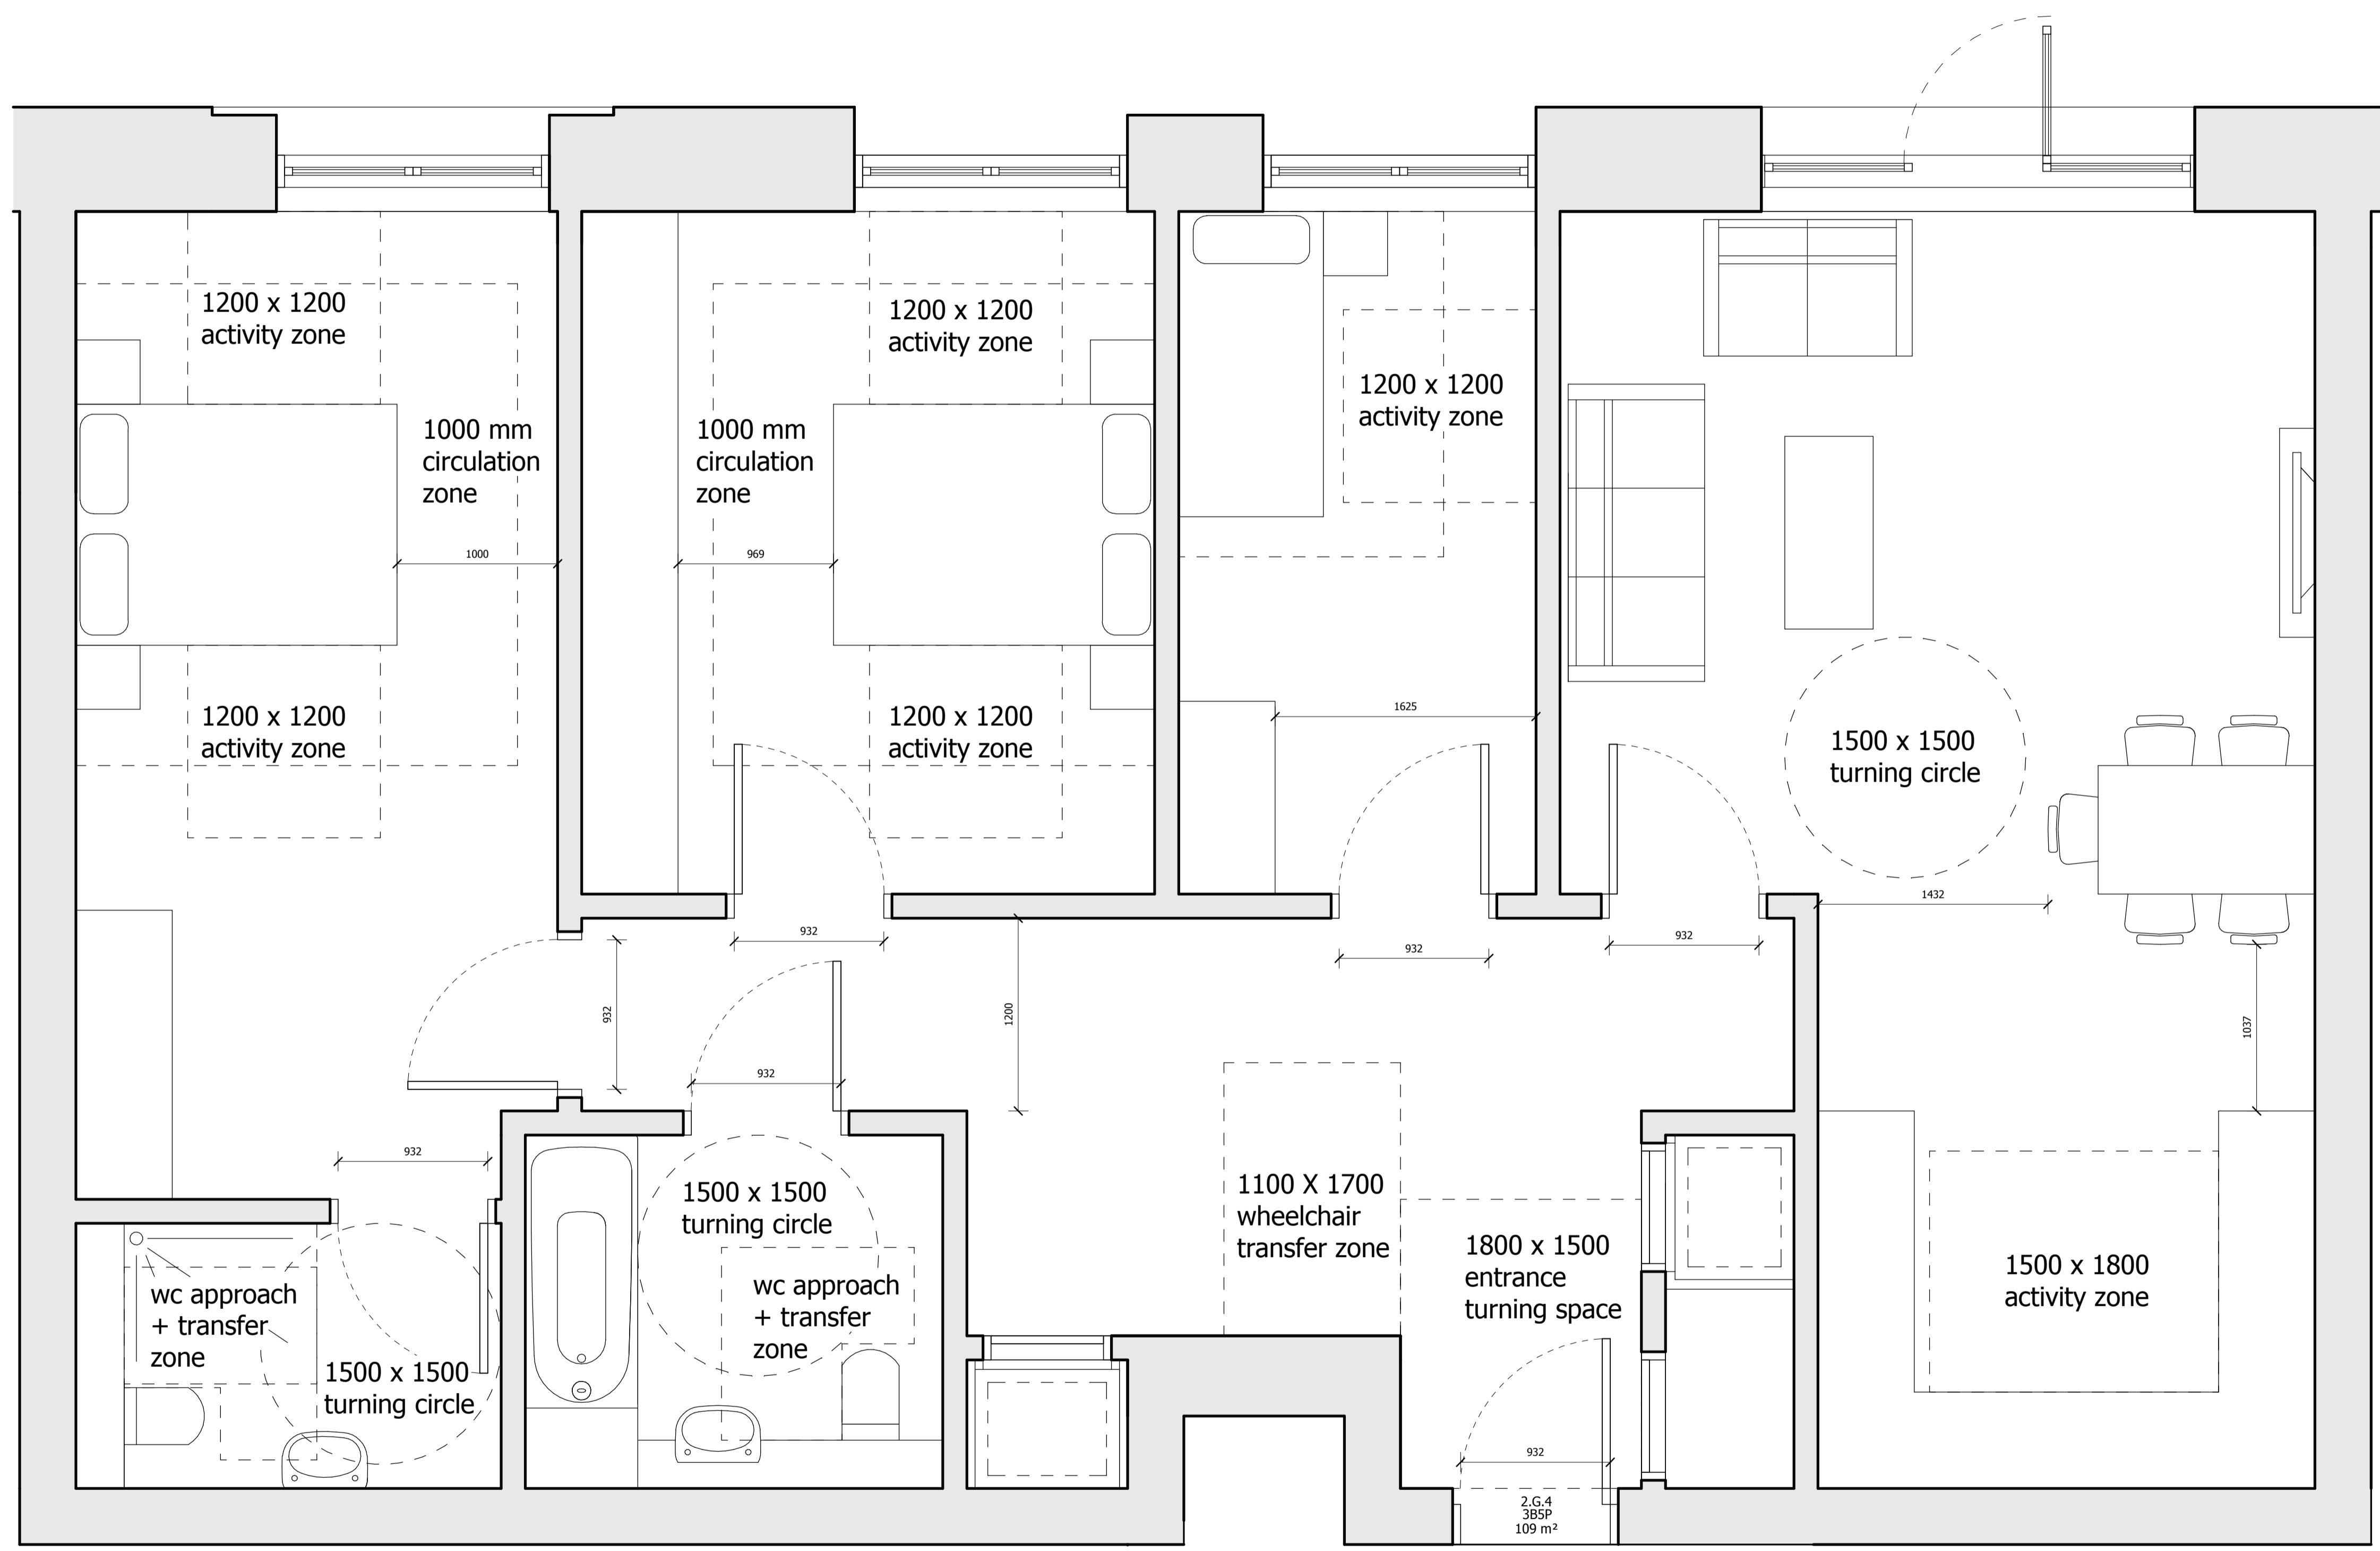 1200 x 1200
activity zone
1000 mm
circulation
zone
1000
1200 x 1200
activity zone
1200 x 1200
activity zone
1000 mm
circulation
zone
969
1200 x 1200
activity zone
1200 x 1200
activity zone
1625
1500 x 1500
turning circle
1432
932
932
932
932
932
1200
1037
932
932
1500 x 1500
turning circle
wc approach
+ transfer
zone
wc approach
+ transfer
zone
1500 x 1500
turning circle
1100 X 1700
wheelchair
transfer zone
1800 x 1500
entrance
turning space
1500 x 1800
activity zone
932
2.G.4
3B5P
109 m²